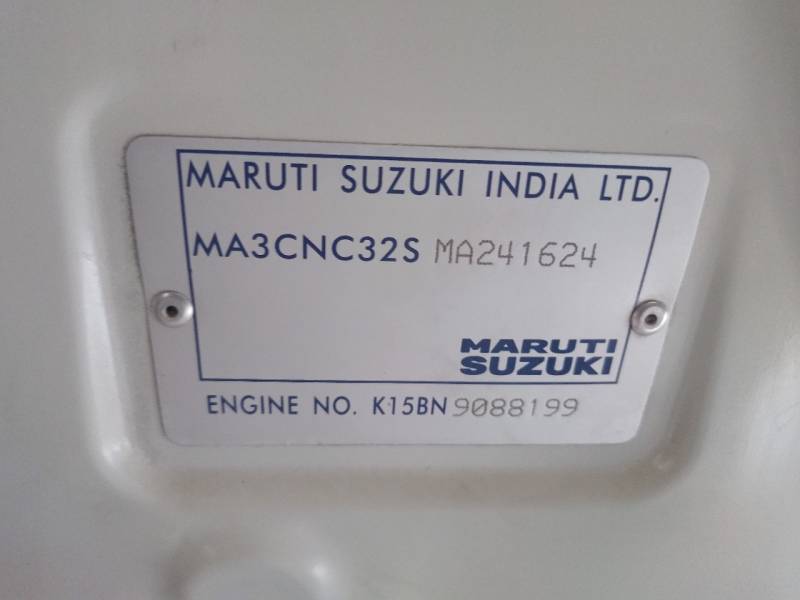 MARUTI SUZUKI INDIA LTD.
MA3CNC32S MA241624
MARUTI
SUZUKI
ENGINE NO. K15BN 9088199